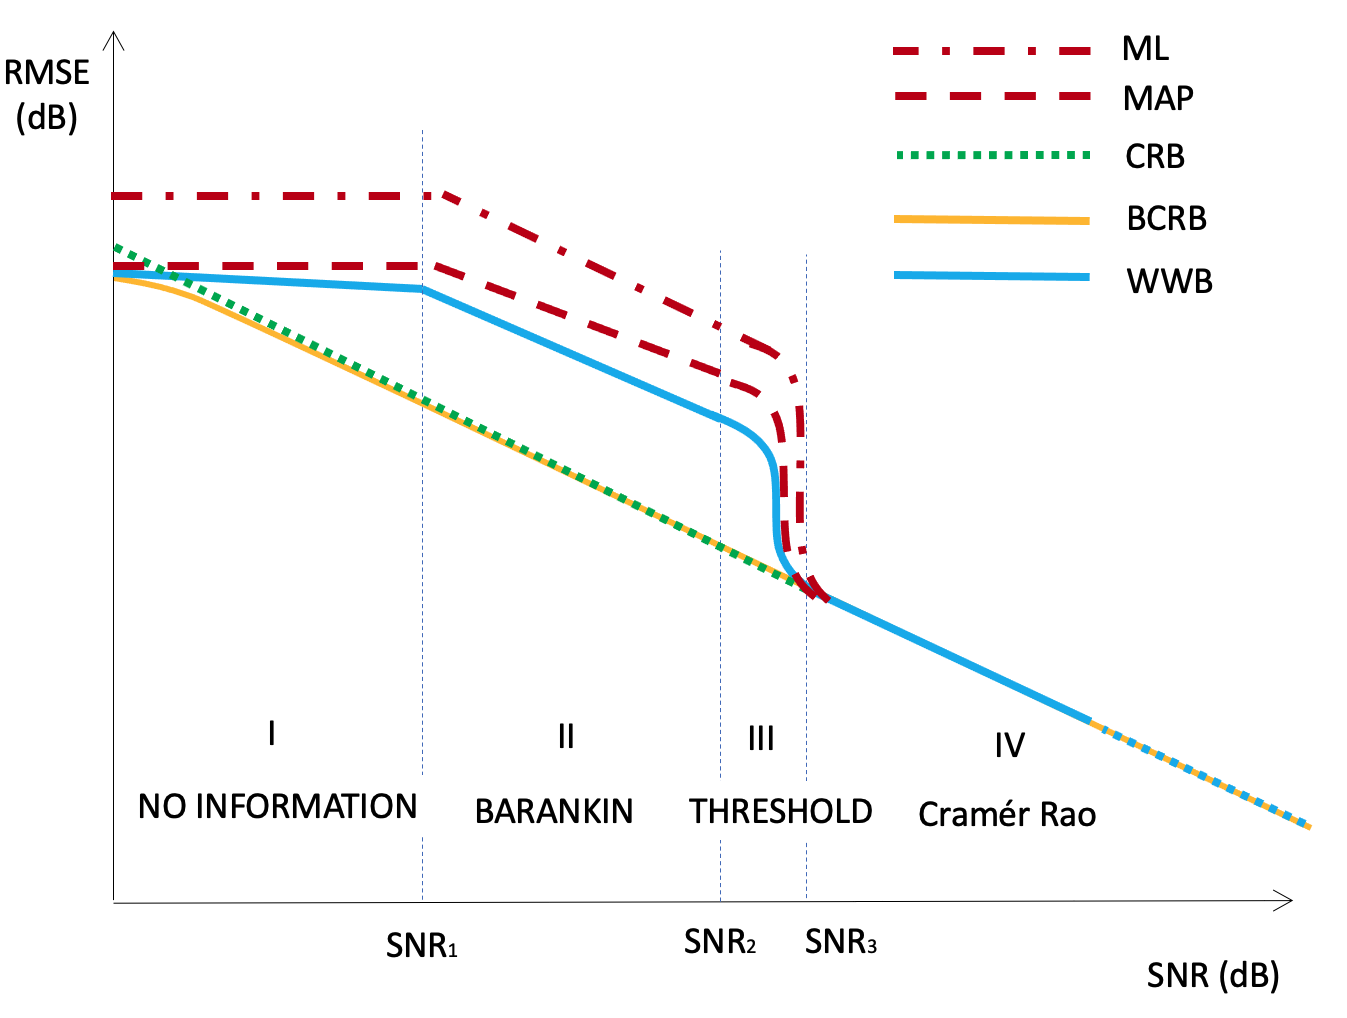 RMSE
(dB)
ML
MAP
CRB
BCRB
WWB
I
II
III
IV
NO INFORMATION
BARANKIN
THRESHOLD
Cramér Rao
SNR₁
SNR₂
SNR₃
SNR (dB)